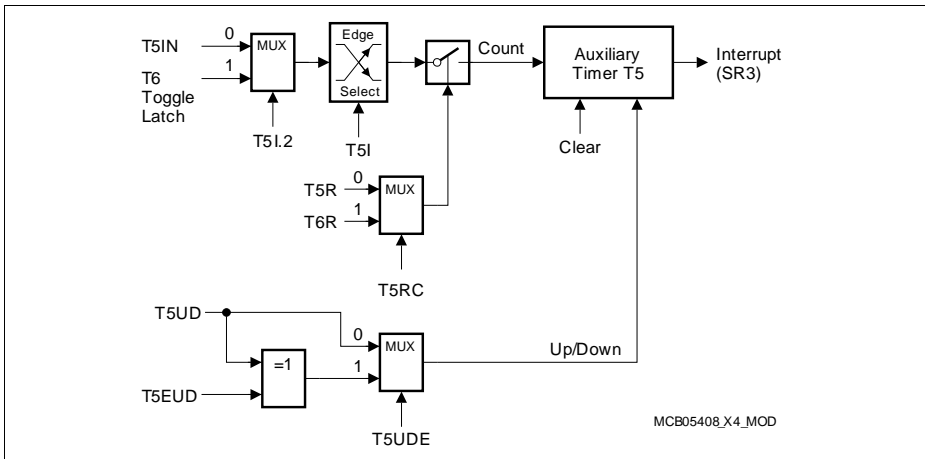 T5IN
0
MUX
Edge
Select
Count
Auxiliary
Timer T5
Interrupt
(SR3)
T6
Toggle
Latch
1
T5I.2
T5I
Clear
T5R
0
MUX
T6R
1
T5RC
T5UD
0
MUX
Up/Down
=1
1
T5EUD
T5UDE
MCB05408_X4_MOD